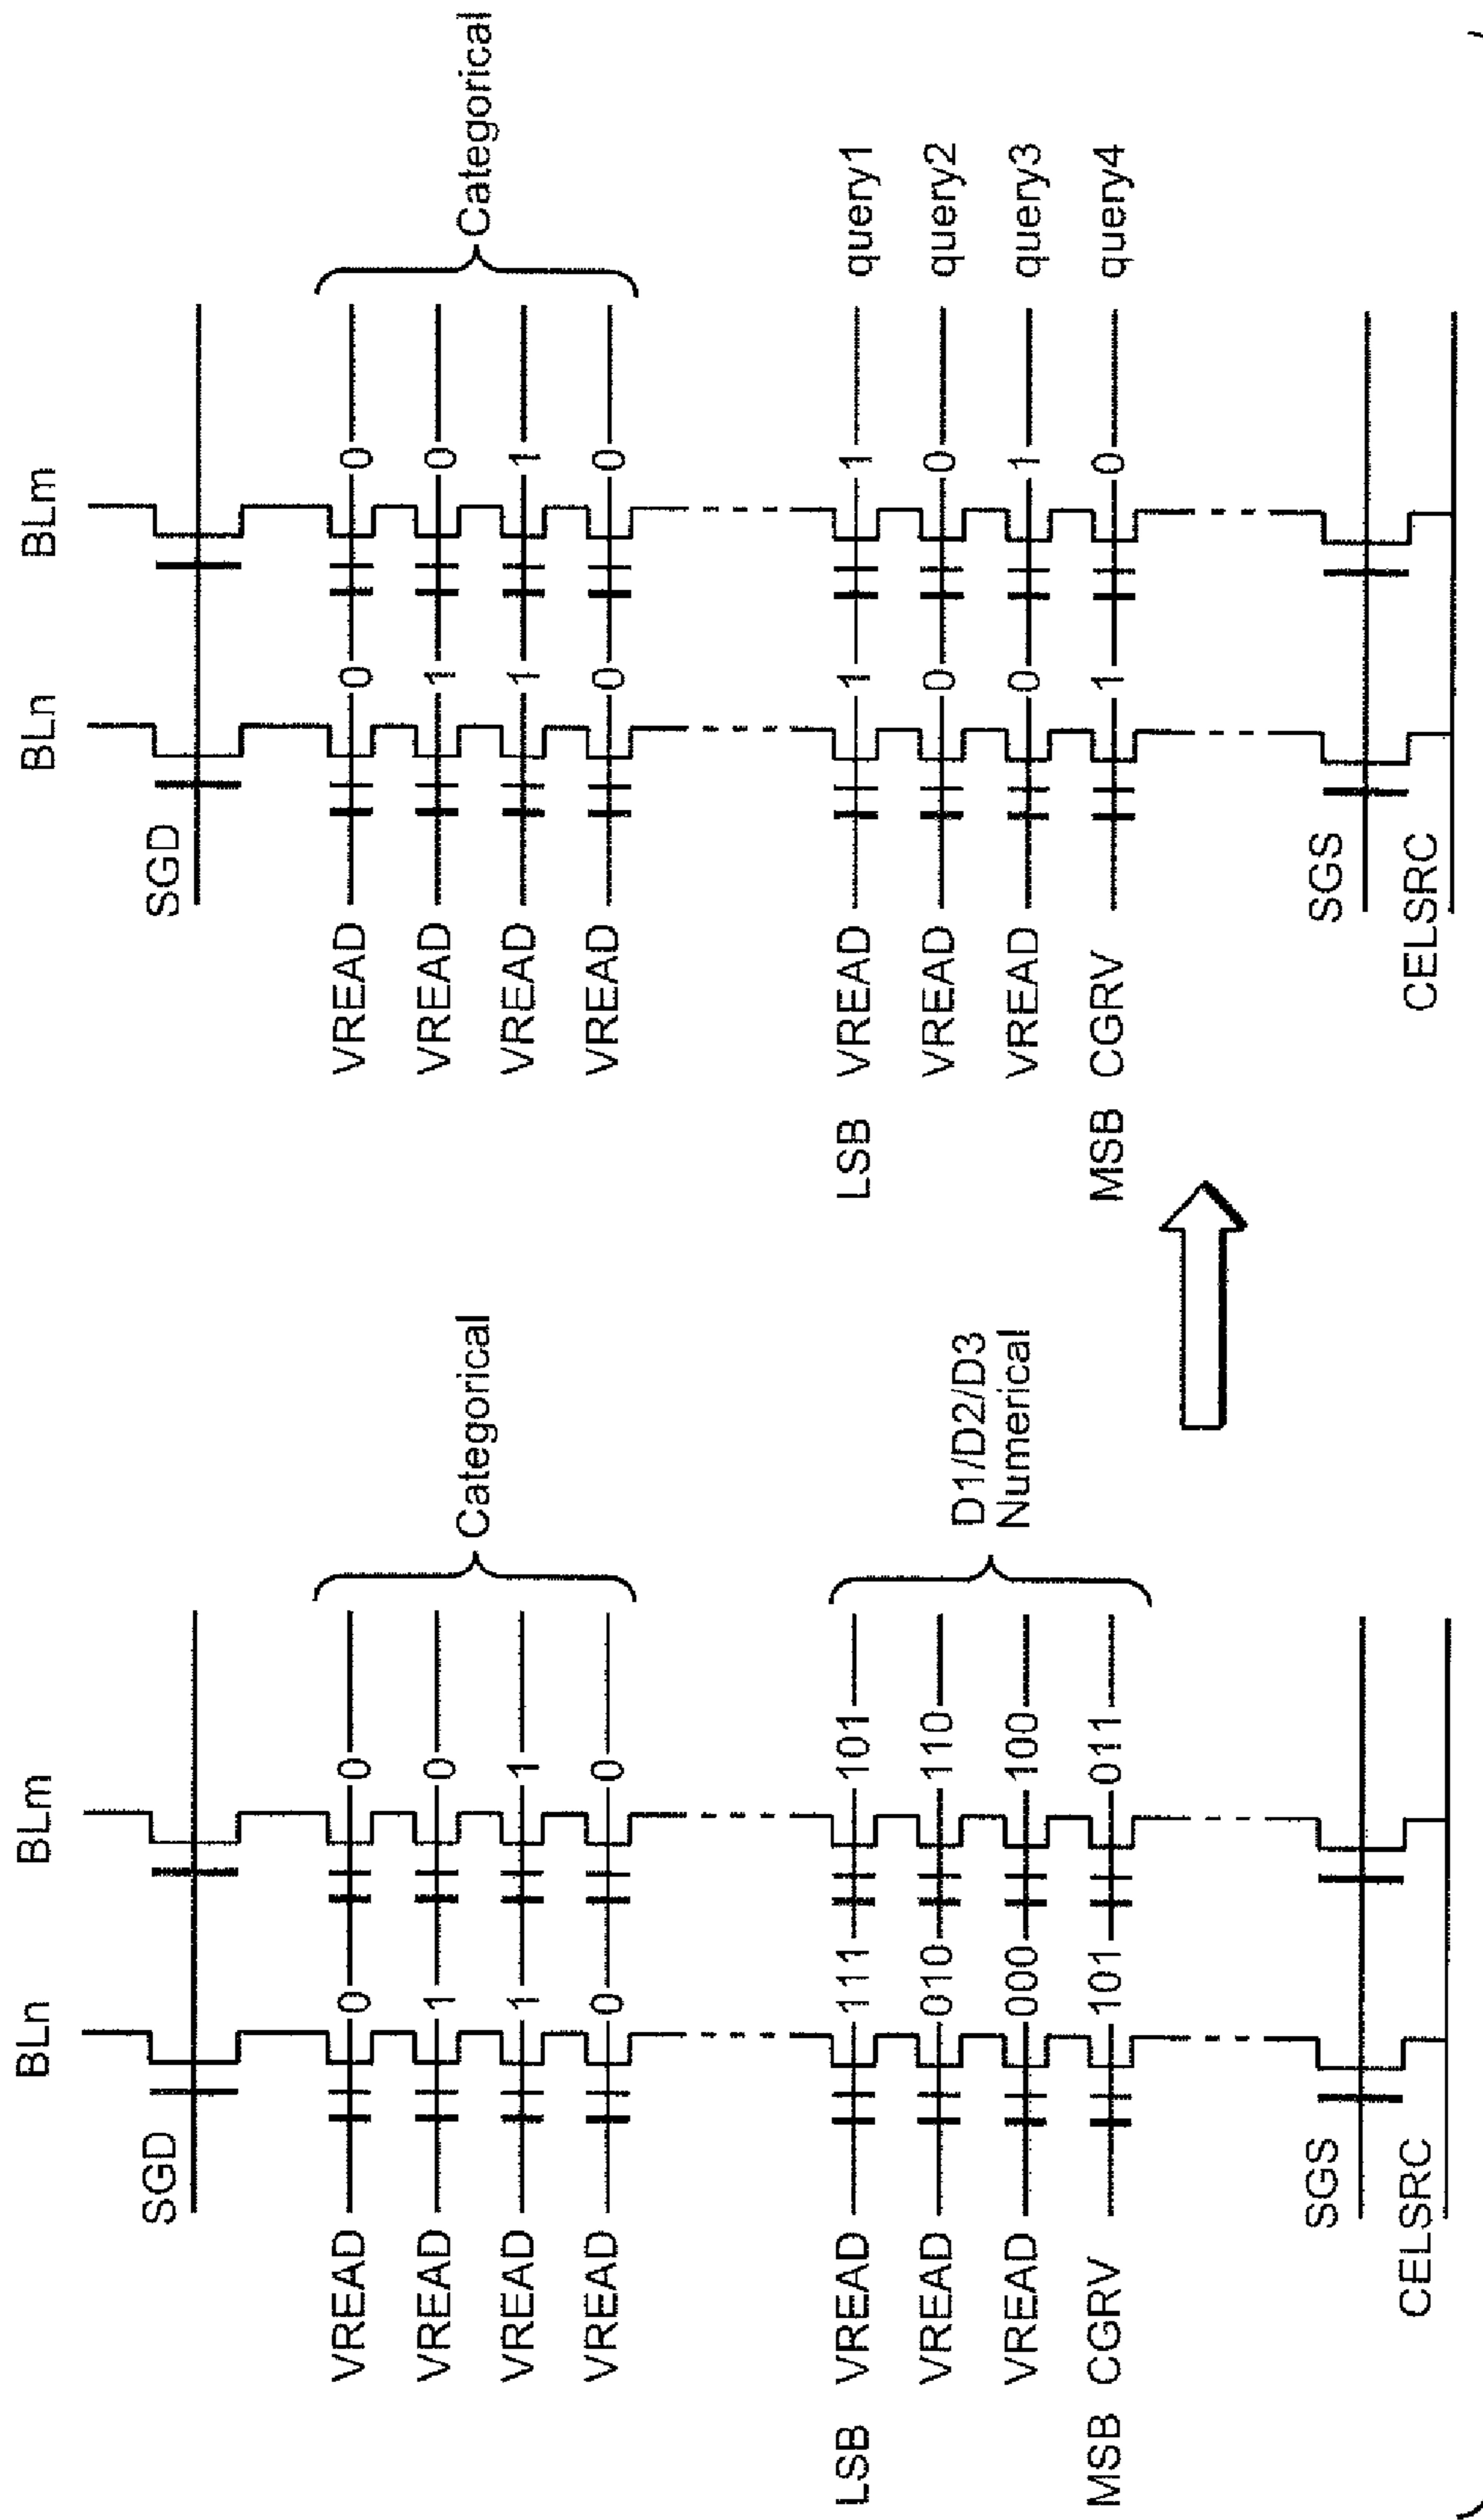 BLn BLm
SGD
VREAD 0 0
VREAD 1 0
VREAD 1 1
VREAD 0 0
Categorical
LSB VREAD 111 101
VREAD 010 110
VREAD 000 100
MSB CGRV 101 011
D1/D2/D3
Numerical
SGS
CELSRC
BLn BLm
SGD
VREAD 0 0
VREAD 1 0
VREAD 1 1
VREAD 0 0
Categorical
LSB VREAD 1 1 query1
VREAD 0 0 query2
VREAD 0 1 query3
MSB CGRV 1 0 query4
SGS
CELSRC